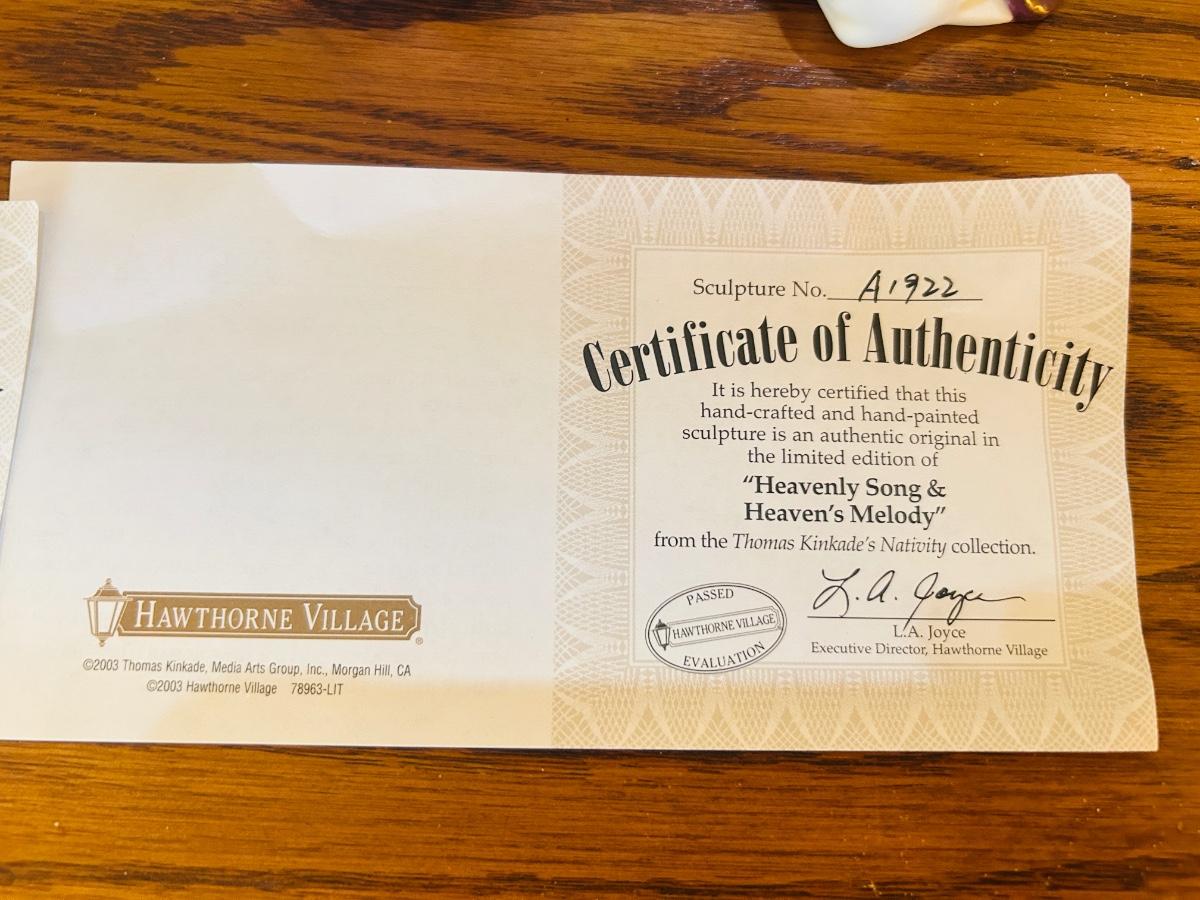 HAWTHORNE VILLAGE®
©2003 Thomas Kinkade, Media Arts Group, Inc., Morgan Hill, CA
©2003 Hawthorne Village 78963-LIT
Sculpture No. A1922
Certificate of Authenticity
It is hereby certified that this
hand-crafted and hand-painted
sculpture is an authentic original in
the limited edition of
“Heavenly Song &
Heaven’s Melody”
from the Thomas Kinkade’s Nativity collection.
PASSED
HAWTHORNE VILLAGE
EVALUATION
L. A. Joyce
L.A. Joyce
Executive Director, Hawthorne Village